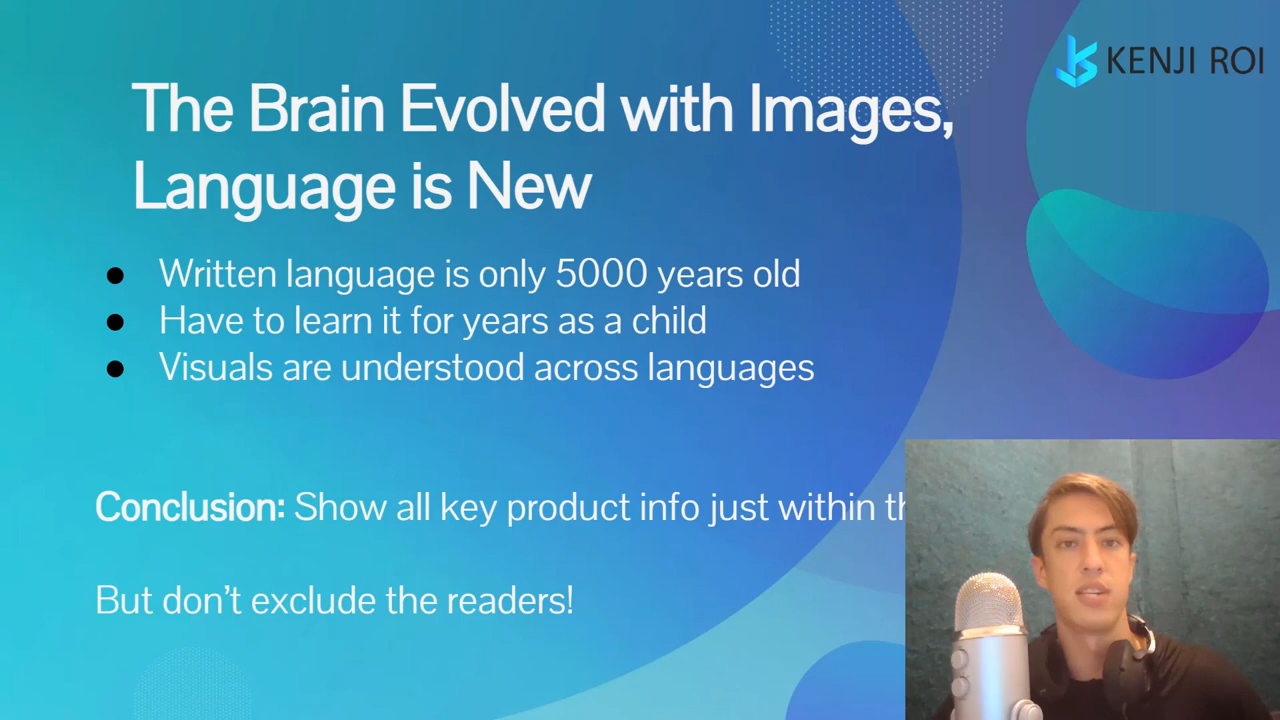 KENJI ROI
The Brain Evolved with Images,
Language is New
● Written language is only 5000 years old
● Have to learn it for years as a child
● Visuals are understood across languages
Conclusion: Show all key product info just within
But don't exclude the readers!